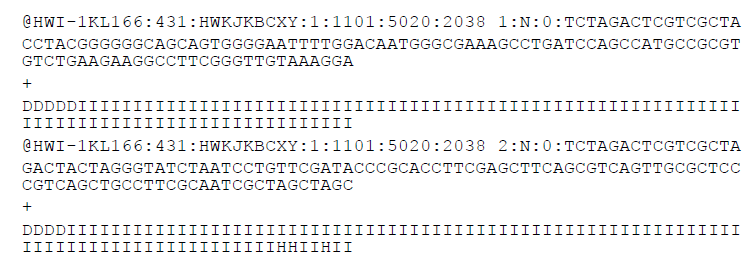 @HWI-1KL166:431:HWKJKBCXY:1:1101:5020:2038 1:N:0:TCTAGACTCGTCGCTA
CCTACGGGGGGCAGCAGTGGGGAATTTTGGACAATGGGCGAAAGCCTGATCCAGCCATGCCGCGT
GTCTGAAGAAGGCCTTCGGGTTGTAAAGGA
+
DDDDDIIIIIIIIIIIIIIIIIIIIIIIIIIIIIIIIIIIIIIIIIIIIIIIIIIIIIIIIIIII
IIIIIIIIIIIIIIIIIIIIIIIIIIIIII
@HWI-1KL166:431:HWKJKBCXY:1:1101:5020:2038 2:N:0:TCTAGACTCGTCGCTA
GACTACTAGGGTATCTAATCCTGTTCGATACCCGCACCTTCGAGCTTCAGCGTCAGTTGCGCTCC
CGTCAGCTGCCTTCGCAATCGCTAGCTAGC
+
DDDDIIIIIIIIIIIIIIIIIIIIIIIIIIIIIIIIIIIIIIIIIIIIIIIIIIIIIIIIIIIII
IIIIIIIIIIIIIIIIIIIIIIIHHIIHII